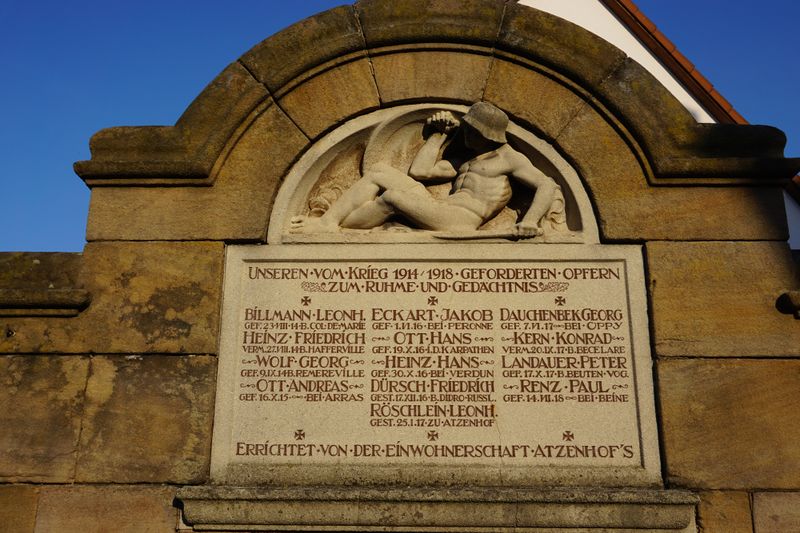 UNSEREN·VOM·KRIEG 1914/1918·GEFORDERTEN·OPFERN
ZUM·RUHME·UND·GEDÄCHTNIS
BILLMANN·LEONH.
GEF. 23·VIII·14·B. COL·DE·MARIE
HEINZ·FRIEDRICH
VERM. 27·VIII.14·B. HAFFERVILLE
WOLF·GEORG
GEF. 9.IX·14·B. REMEREVILLE
OTT·ANDREAS
GEF. 16.X.15 BEI·ARRAS
ECKART·JAKOB
GEF. 1.VI.16·BEI·PERONNE
OTT·HANS
GEF. 19.X.16·I.D.KARPATHEN
HEINZ·HANS
GEF. 30.X.16·BEI·VERDUN
DÜRSCH·FRIEDRICH
GEST. 17.XII.16·B. DIDRO·RUSSL.
RÖSCHLEIN·LEONH.
GEST. 25.1.17·ZU·ATZENHOF
DAUCHENBEK·GEORG
GEF. 7.VI.17 BEI·OPPY
KERN·KONRAD
VERM. 20.IX.17·B. BECELARE
LANDAUER·PETER
GEF. 17.X.17·B. BEUTEN·VOG.
RENZ·PAUL
GEF. 14.VII.18·BEI·BEINE
ERRICHTET·VON·DER·EINWOHNERSCHAFT·ATZENHOF'S